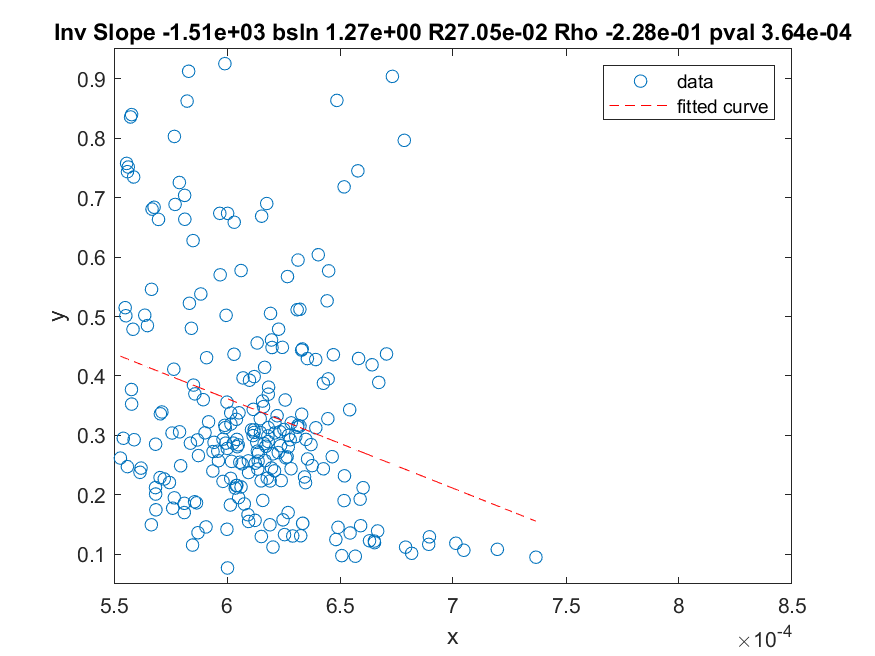 Inv Slope -1.51e+03 bsln 1.27e+00 R27.05e-02 Rho -2.28e-01 pval 3.64e-04
data
fitted curve
0.9
0.8
0.7
0.6
0.5
0.4
0.3
0.2
0.1
y
5.5 6 6.5 7 7.5 8 8.5
x
×10-4